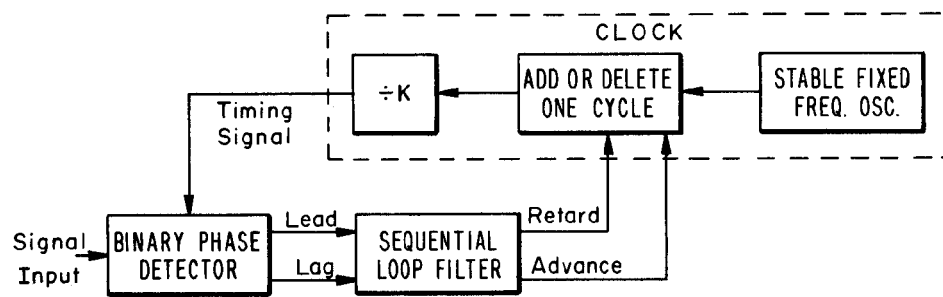 CLOCK
÷K
ADD OR DELETE
ONE CYCLE
STABLE FIXED
FREQ. OSC.
Timing
Signal
Signal
Input
BINARY PHASE
DETECTOR
Lead
Lag
SEQUENTIAL
LOOP FILTER
Retard
Advance